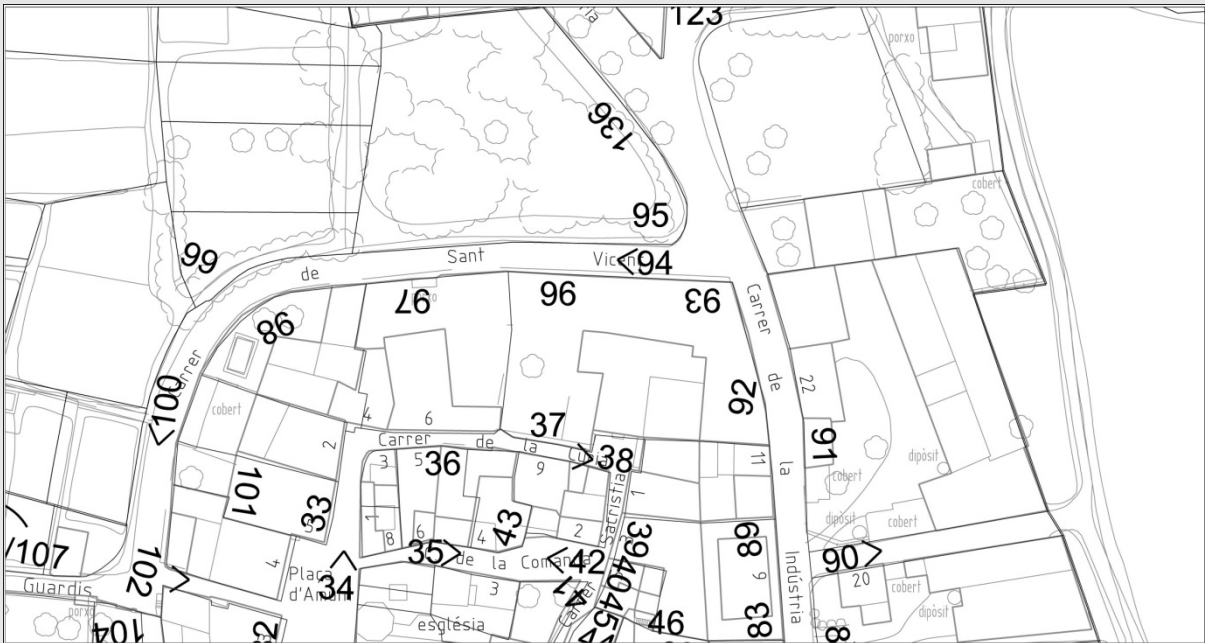 123
porxo
136
cobert
95
99
de Sant Vicenç
94
97
96
93
98
Carrer
100
cobert
4
6
2
37
92
22
Carrer de la Cúria
38
3
5
36
9
11
91
dipòsit
cobert
Carrer de la Indústria
101
33
1
8
6
4
43
2
1
Sacristia
39
89
dipòsit
cobert
107
102
4
35
de la Comanda
42
40
90
Guardis
Plaça
d'Amunt
34
3
41
Carrer
45
9
20
cobert
porxo
104
església
46
83
dipòsit